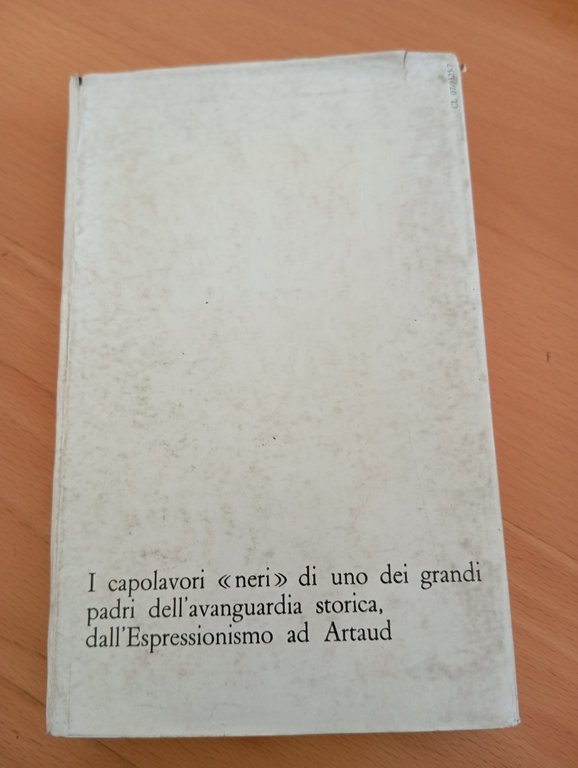 I capolavori «neri» di uno dei grandi
padri dell'avanguardia storica,
dall'Espressionismo ad Artaud